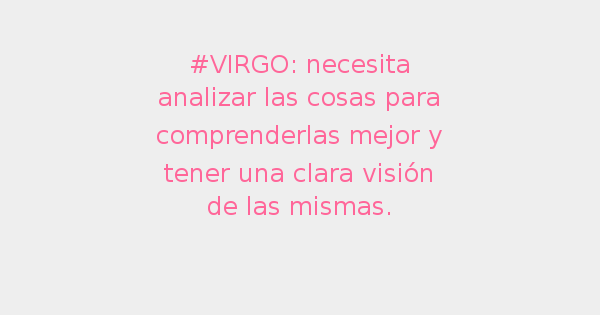 #VIRGO: necesita
analizar las cosas para
comprenderlas mejor y
tener una clara visión
de las mismas.